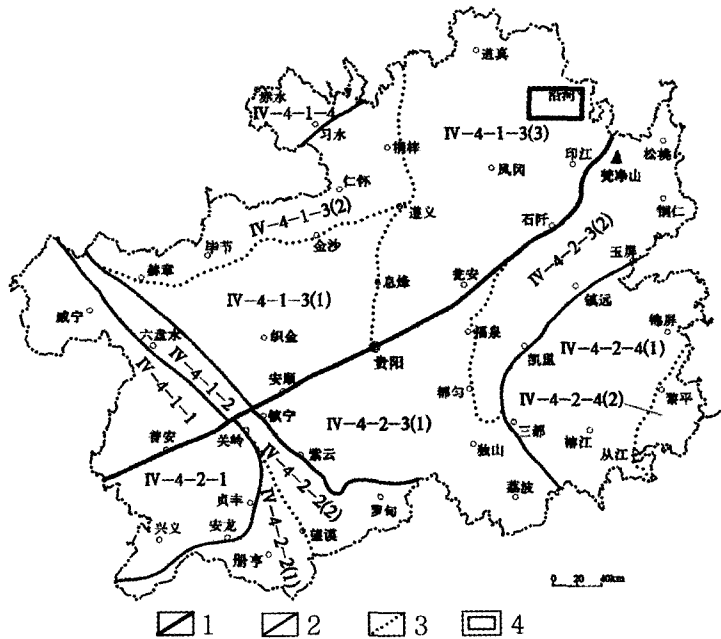 道真
赤水
沿河
Ⅳ-4-1-4
习水
Ⅳ-4-1-3(3)
桐梓
松桃
印江
梵净山
凤冈
仁怀
铜仁
道义
Ⅳ-4-1-3(2)
石阡
Ⅳ-4-2-3(2)
金沙
毕节
玉屏
赫章
息烽
瓮安
镇远
Ⅳ-4-1-3(1)
威宁
锦屏
六盘水
织金
福泉
贵阳
凯里
Ⅳ-4-2-4(1)
Ⅳ-4-1-2
Ⅳ-4-1-1
安顺
都匀
黎平
Ⅳ-4-2-4(2)
镇宁
Ⅳ-4-2-3(1)
三都
普安
关岭
榕江
独山
从江
紫云
Ⅳ-4-2-1
Ⅳ-4-2-2(2)
荔波
贞丰
罗甸
兴义
安龙
望谟
Ⅳ-4-2-2(1)
册亨
0 20 40km
1 2 3 4